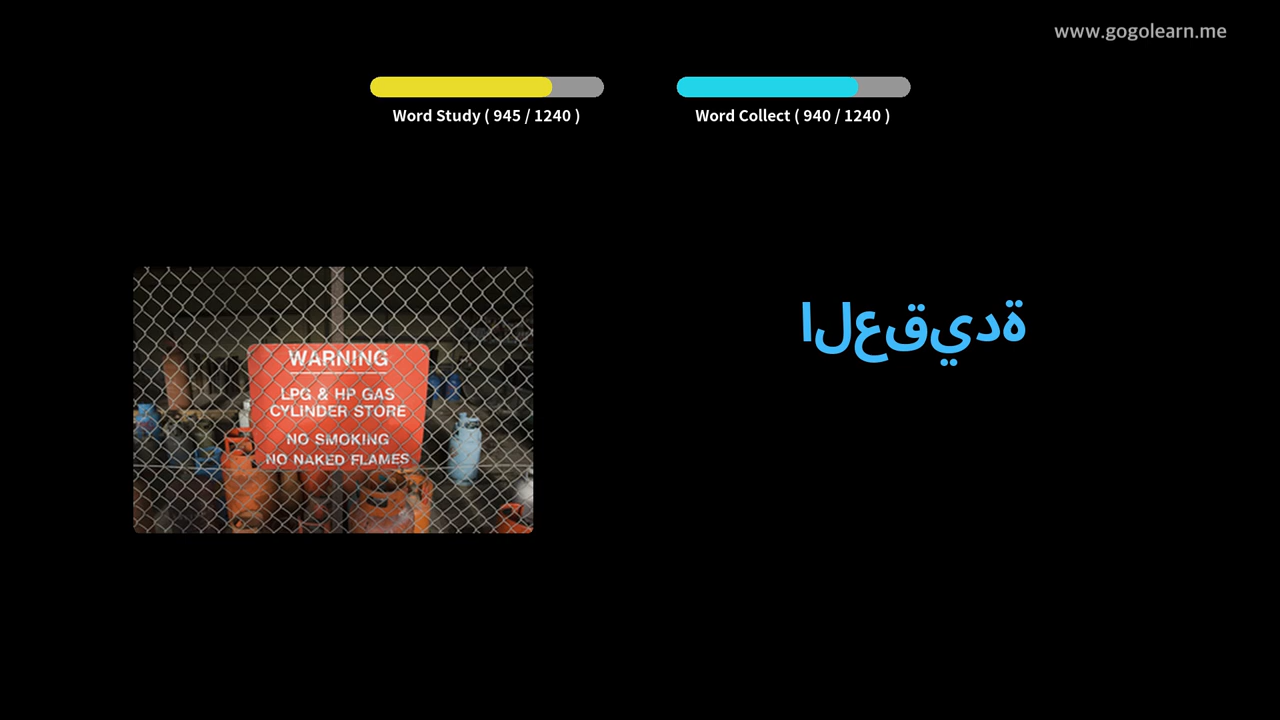 www.gogolearn.me
Word Study ( 945 / 1240 )
Word Collect ( 940 / 1240 )
العقيدة
WARNING
LPG & HP GAS
CYLINDER STORE
NO SMOKING
NO NAKED FLAMES